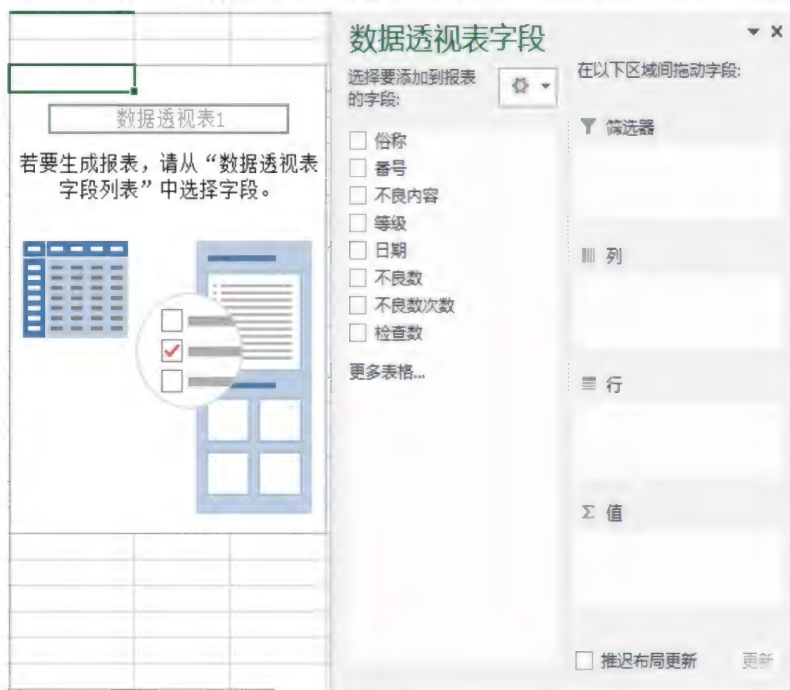 数据透视表1
若要生成报表，请从“数据透视表
字段列表”中选择字段。
数据透视表字段
选择要添加到报表
的字段:
俗称
番号
不良内容
等级
日期
不良数
不良数次数
检查数
更多表格...
在以下区域间拖动字段:
筛选器
列
行
Σ 值
推迟布局更新
更新